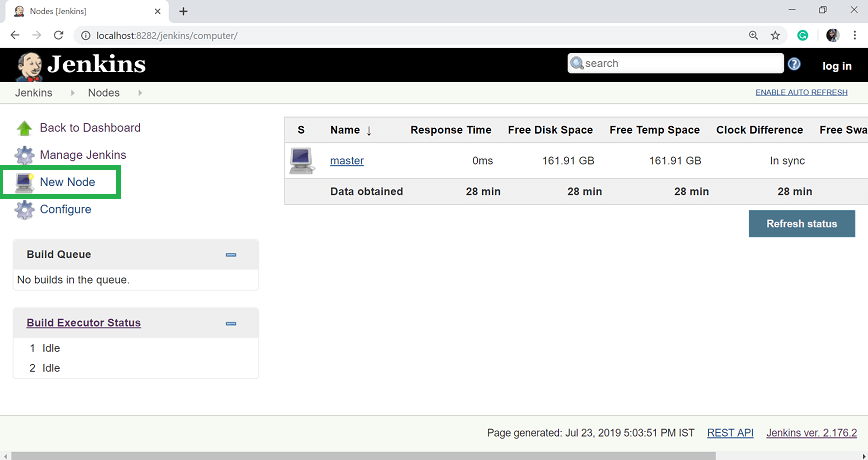 Nodes [Jenkins]
localhost:8282/jenkins/computer/
Jenkins
search
log in
Jenkins Nodes
ENABLE AUTO REFRESH
Back to Dashboard
Manage Jenkins
New Node
Configure
S Name ↓ Response Time Free Disk Space Free Temp Space Clock Difference Free Swa
master 0ms 161.91 GB 161.91 GB In sync
Data obtained 28 min 28 min 28 min 28 min
Refresh status
Build Queue
No builds in the queue.
Build Executor Status
1 Idle
2 Idle
Page generated: Jul 23, 2019 5:03:51 PM IST REST API Jenkins ver. 2.176.2